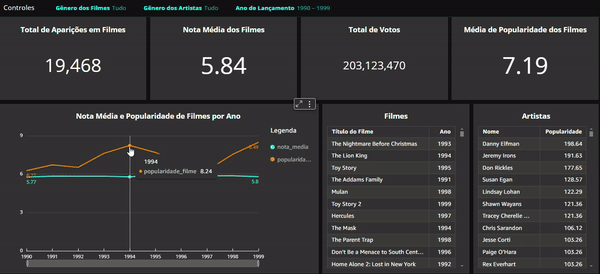 Controles
Gênero dos Filmes Tudo
Gênero dos Artistas Tudo
Ano de Lançamento 1990 – 1999
Total de Aparições em Filmes
19,468
Nota Média dos Filmes
5.84
Total de Votos
203,123,470
Média de Popularidade dos Filmes
7.19
Nota Média e Popularidade de Filmes por Ano
9
6
3
0
5.77
5.8
1994
popularidade_filme 8.24
1990 1991 1992 1993 1994 1995 1996 1997 1998 1999
Legenda
nota_media
popularida...
Filmes
Título do Filme Ano
The Nightmare Before Christmas 1993
The Lion King 1994
Toy Story 1995
The Addams Family 1991
Mulan 1998
Toy Story 2 1999
Hercules 1997
The Mask 1994
The Parent Trap 1998
Don't Be a Menace to South Cent... 1996
Home Alone 2: Lost in New York 1992
Artistas
Nome Popularidade
Danny Elfman 198.64
Jeremy Irons 191.63
Don Rickles 177.65
Susan Egan 128.57
Lindsay Lohan 122.29
Shawn Wayans 121.36
Tracey Cherelle ... 121.36
Chris Sarandon 106.12
Jesse Corti 103.26
Paige O'Hara 103.26
Rex Everhart 103.26